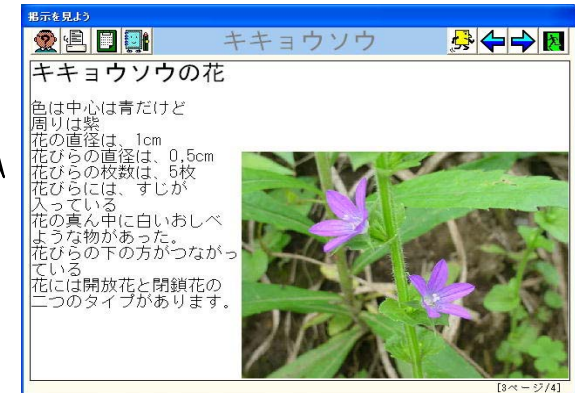 掲示を見よう
キキョウソウ
キキョウソウの花
色は中心は青だけど
周りは紫
花の直径は、1cm
花びらの直径は、0.5cm
花びらの枚数は、5枚
花びらには、すじが
入っている
花の真ん中に白いおしべ
ような物があった。
花びらの下の方がつながっ
ている
花には開放花と閉鎖花の
二つのタイプがあります。
[3ページ/4]